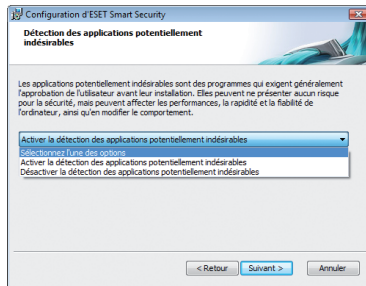 Configuration d'ESET Smart Security
Détection des applications potentiellement
indésirables
Les applications potentiellement indésirables sont des programmes qui exigent généralement
l'approbation de l'utilisateur avant leur installation. Elles peuvent ne présenter aucun risque
pour la sécurité, mais peuvent affecter les performances, la rapidité et la fiabilité de
l'ordinateur, ainsi qu'en modifier le comportement.
Activer la détection des applications potentiellement indésirables
Sélectionnez l'une des options
Activer la détection des applications potentiellement indésirables
Désactiver la détection des applications potentiellement indésirables
< Retour
Suivant >
Annuler